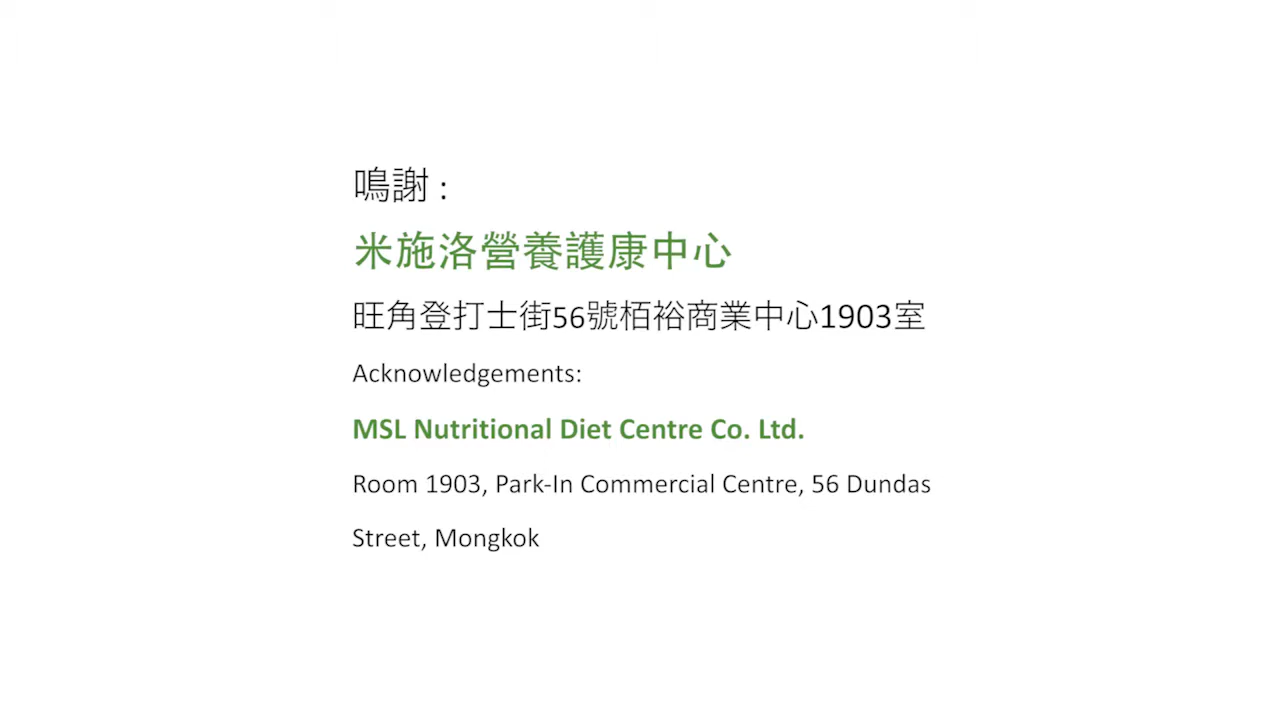 鳴謝 :
米施洛營養護康中心
旺角登打士街56號栢裕商業中心1903室
Acknowledgements:
MSL Nutritional Diet Centre Co. Ltd.
Room 1903, Park-In Commercial Centre, 56 Dundas
Street, Mongkok